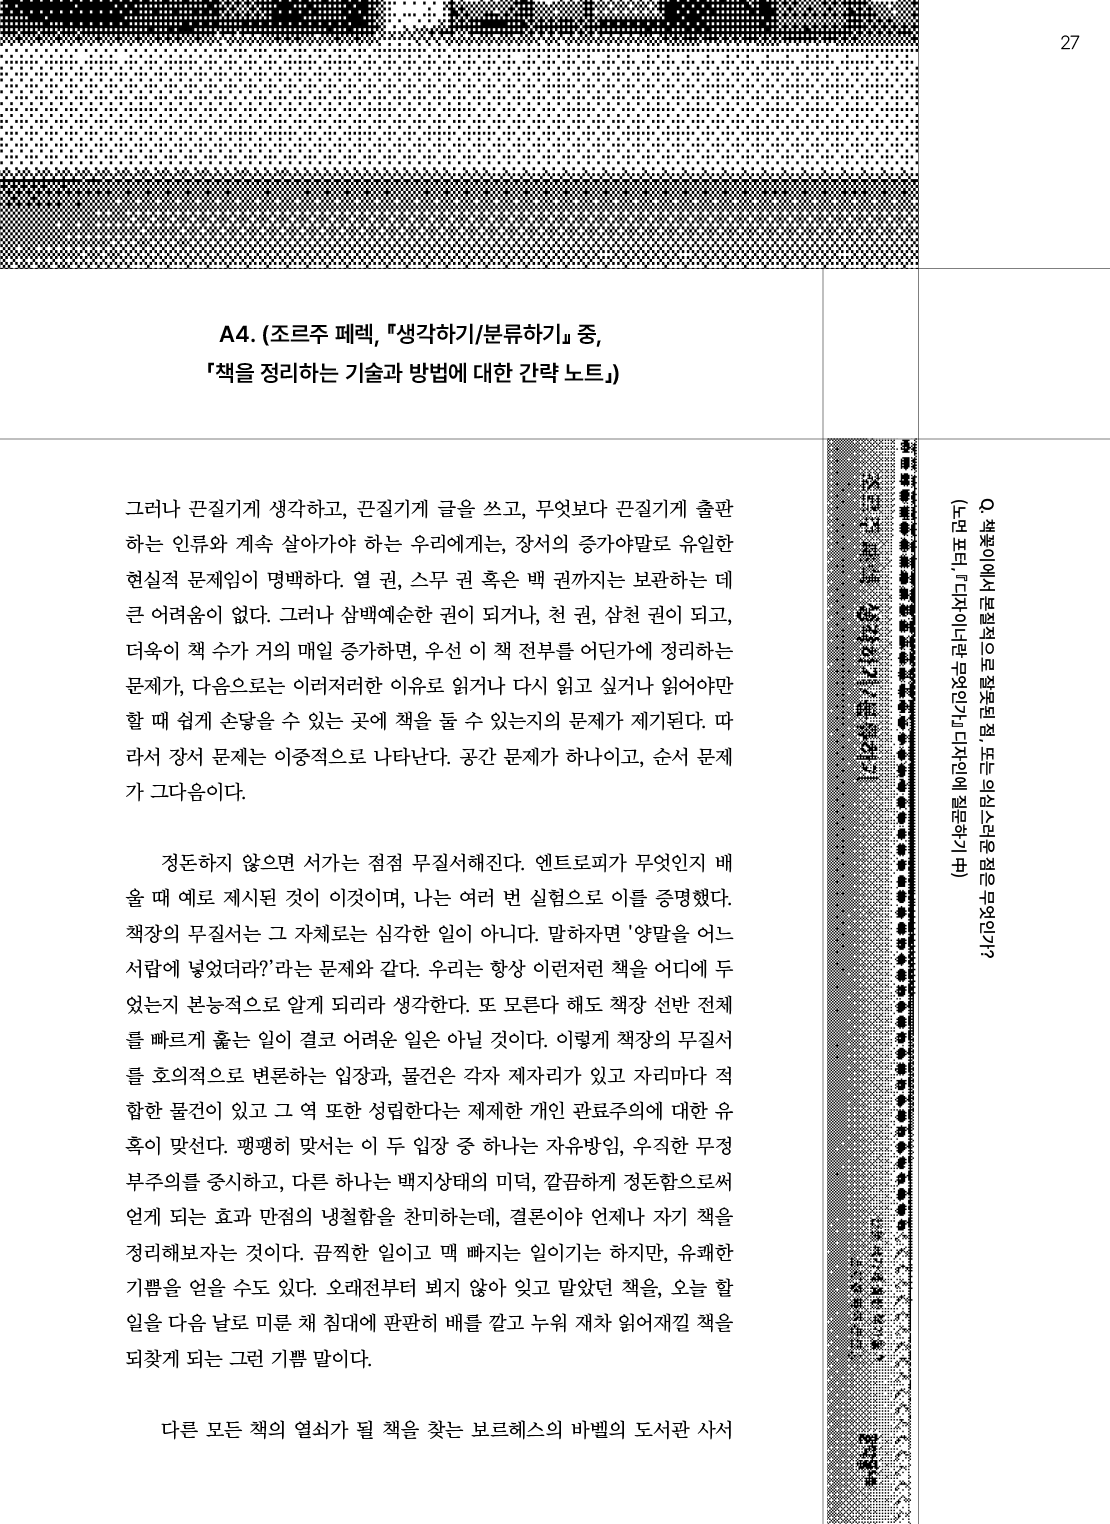 27
A4. (조르주 페렉, 『생각하기/분류하기』 중,
「책을 정리하는 기술과 방법에 대한 간략 노트」)
그러나 끈질기게 생각하고, 끈질기게 글을 쓰고, 무엇보다 끈질기게 출판
하는 인류와 계속 살아가야 하는 우리에게는, 장서의 증가야말로 유일한
현실적 문제임이 명백하다. 열 권, 스무 권 혹은 백 권까지는 보관하는 데
큰 어려움이 없다. 그러나 삼백예순한 권이 되거나, 천 권, 삼천 권이 되고,
더욱이 책 수가 거의 매일 증가하면, 우선 이 책 전부를 어딘가에 정리하는
문제가, 다음으로는 이러저러한 이유로 읽거나 다시 읽고 싶거나 읽어야만
할 때 쉽게 손닿을 수 있는 곳에 책을 둘 수 있는지의 문제가 제기된다. 따
라서 장서 문제는 이중적으로 나타난다. 공간 문제가 하나이고, 순서 문제
가 그다음이다.
정돈하지 않으면 서가는 점점 무질서해진다. 엔트로피가 무엇인지 배
울 때 예로 제시된 것이 이것이며, 나는 여러 번 실험으로 이를 증명했다.
책장의 무질서는 그 자체로는 심각한 일이 아니다. 말하자면 '양말을 어느
서랍에 넣었더라?’라는 문제와 같다. 우리는 항상 이런저런 책을 어디에 두
었는지 본능적으로 알게 되리라 생각한다. 또 모른다 해도 책장 선반 전체
를 빠르게 훑는 일이 결코 어려운 일은 아닐 것이다. 이렇게 책장의 무질서
를 호의적으로 변론하는 입장과, 물건은 각자 제자리가 있고 자리마다 적
합한 물건이 있고 그 역 또한 성립한다는 제제한 개인 관료주의에 대한 유
혹이 맞선다. 팽팽히 맞서는 이 두 입장 중 하나는 자유방임, 우직한 무정
부주의를 중시하고, 다른 하나는 백지상태의 미덕, 깔끔하게 정돈함으로써
얻게 되는 효과 만점의 냉철함을 찬미하는데, 결론이야 언제나 자기 책을
정리해보자는 것이다. 끔찍한 일이고 맥 빠지는 일이기는 하지만, 유쾌한
기쁨을 얻을 수도 있다. 오래전부터 뵈지 않아 잊고 말았던 책을, 오늘 할
일을 다음 날로 미룬 채 침대에 판판히 배를 깔고 누워 재차 읽어재낄 책을
되찾게 되는 그런 기쁨 말이다.
다른 모든 책의 열쇠가 될 책을 찾는 보르헤스의 바벨의 도서관 사서
조르주 페렉 생각하기/분류하기
Q. 책꽂이에서 본질적으로 잘못된 점, 또는 의심스러운 점은 무엇인가?
(노먼 포터, 『디자이너란 무엇인가』 디자인에 질문하기 中)